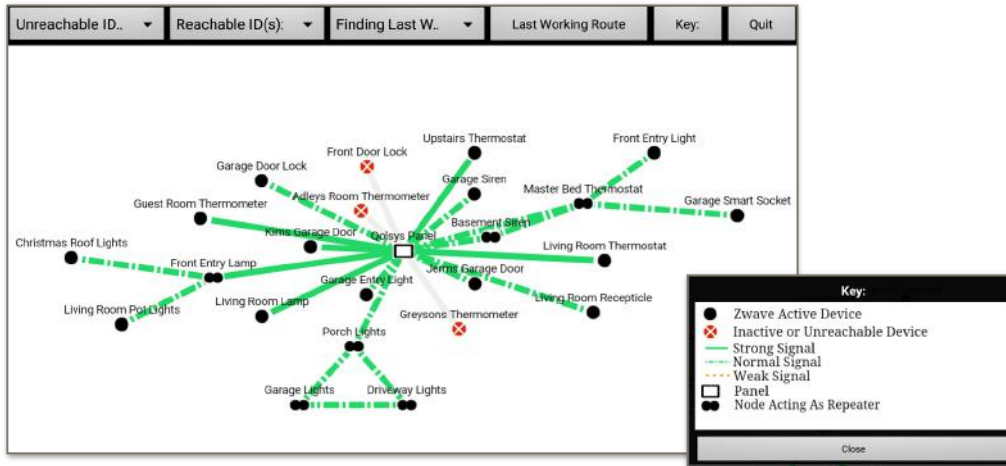 Unreachable ID..
Reachable ID(s):
Finding Last W..
Last Working Route
Key:
Quit
Upstairs Thermostat
Front Entry Light
Front Door Lock
Garage Door Lock
Garage Siren
Master Bed Thermostat
Adleys Room Thermometer
Guest Room Thermometer
Garage Smart Socket
Basement Siren
Kims Garage Door
Qolsys Panel
Christmas Roof Lights
Living Room Thermostat
Front Entry Lamp
Jerms Garage Door
Garage Entry Light
Living Room Lamp
Living Room Recepticle
Living Room Pot Lights
Greysons Thermometer
Porch Lights
Garage Lights
Driveway Lights
Key:
Zwave Active Device
Inactive or Unreachable Device
Strong Signal
Normal Signal
Weak Signal
Panel
Node Acting As Repeater
Close